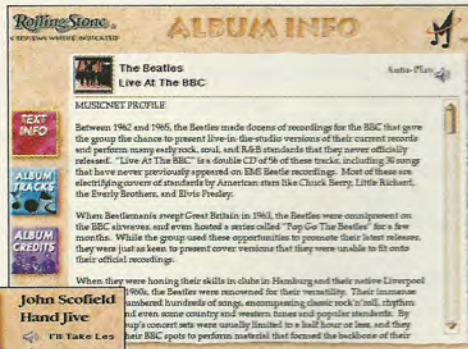 RollingStone
REVIEWS WHERE INDICATED
ALBUM INFO
The Beatles
Live At The BBC
Auto-Play
MUSICNET PROFILE
TEXT
INFO
ALBUM
TRACKS
ALBUM
CREDITS
Between 1962 and 1965, the Beatles made dozens of recordings for the BBC that gave
the group the chance to present live-in-the-studio versions of their current records
and perform many early rock, soul, and R&B standards that they never officially
released. "Live At The BBC" is a double CD of 56 of these tracks, including 30 songs
that have never previously appeared on EMI Beatle recordings. Most of these are
electrifying covers of standards by American stars like Chuck Berry, Little Richard,
the Everly Brothers, and Elvis Presley.
When Beatlemania swept Great Britain in 1963, the Beatles were omnipresent on
the BBC airwaves, and even hosted a series called "Pop Go The Beatles" for a few
months. While the group used these opportunities to promote their latest releases,
they were just as keen to present cover versions that they were unable to fit onto
their official recordings.
When they were honing their skills in clubs in Hamburg and their native Liverpool
1960s, the Beatles were renowned for their versatility. Their immense
numbered hundreds of songs, encompassing classic rock'n'roll, rhythm
nd even some country and western tunes and popular standards. By
up's concert sets were usually limited to a half hour or less, and they
heir BBC spots to perform material that formed the backbone of their
John Scofield
Hand Jive
I'll Take Les